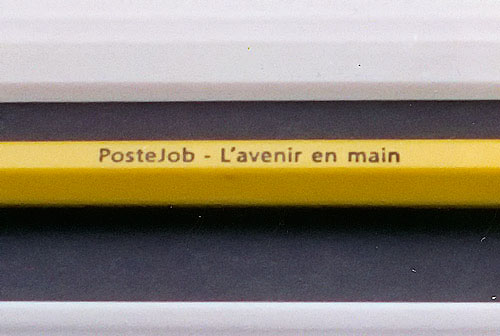 PosteJob - L'avenir en main